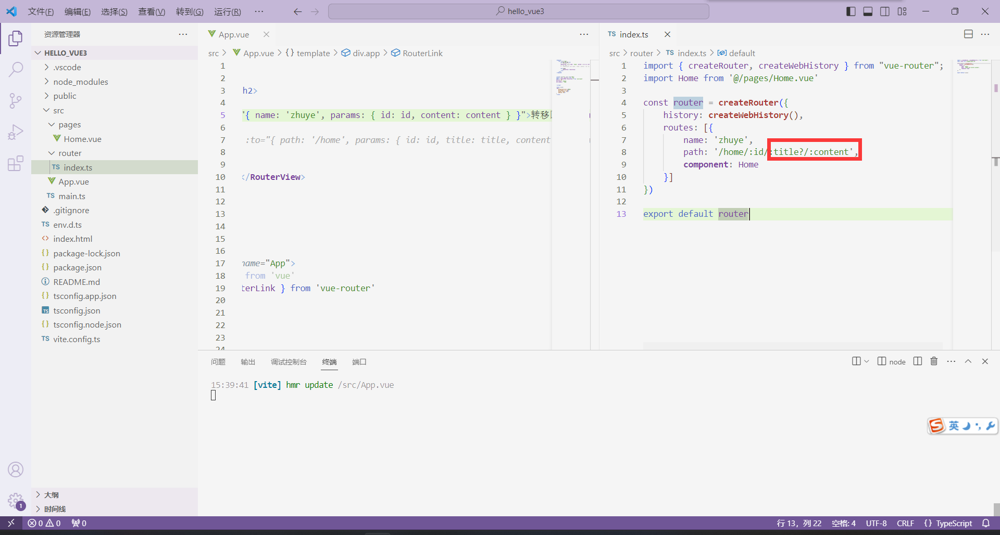 文件(F) 编辑(E) 选择(S) 查看(V) 转到(G) 运行(R) ··· hello_vue3
资源管理器 ···
HELLO_VUE3
.vscode
node_modules
public
src
pages
Home.vue
router
TS index.ts
App.vue
TS main.ts
.gitignore
TS env.d.ts
<> index.html
{} package-lock.json
{} package.json
README.md
{} tsconfig.app.json
TS tsconfig.json
{} tsconfig.node.json
TS vite.config.ts
大纲
时间线
App.vue
src > App.vue > {} template > div.app > RouterLink
1
2
3 h2>
4
5 "{ name: 'zhuye', params: { id: id, content: content } }">转移
6
7 :to="{ path: '/home', params: { id: id, title: title, content
8
9
10 </RouterView>
11
12
13
14
15
16
17 name="App">
18 from 'vue'
19 terLink } from 'vue-router'
20
21
22
23
24
TS index.ts
src > router > TS index.ts > default
1 import { createRouter, createWebHistory } from "vue-router";
2 import Home from '@/pages/Home.vue'
3
4 const router = createRouter({
5 history: createWebHistory(),
6 routes: [{
7 name: 'zhuye',
8 path: '/home/:id/:title?/:content',
9 component: Home
10 }]
11 })
12
13 export default router
问题 输出 调试控制台 终端 端口 node
15:39:41 [vite] hmr update /src/App.vue
S 英
1
0 0 0 行 13，列 22 空格: 4 UTF-8 CRLF {} TypeScript